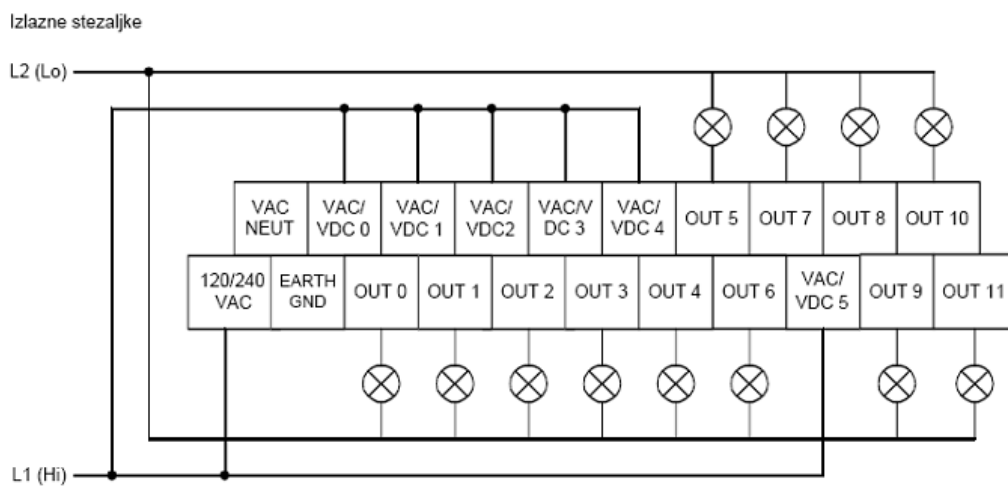 Izlazne stezaljke
L2 (Lo)
VAC
NEUT
VAC/
VDC 0
VAC/
VDC 1
VAC/
VDC2
VAC/V
DC 3
VAC/
VDC 4
OUT 5
OUT 7
OUT 8
OUT 10
120/240
VAC
EARTH
GND
OUT 0
OUT 1
OUT 2
OUT 3
OUT 4
OUT 6
VAC/
VDC 5
OUT 9
OUT 11
L1 (Hi)